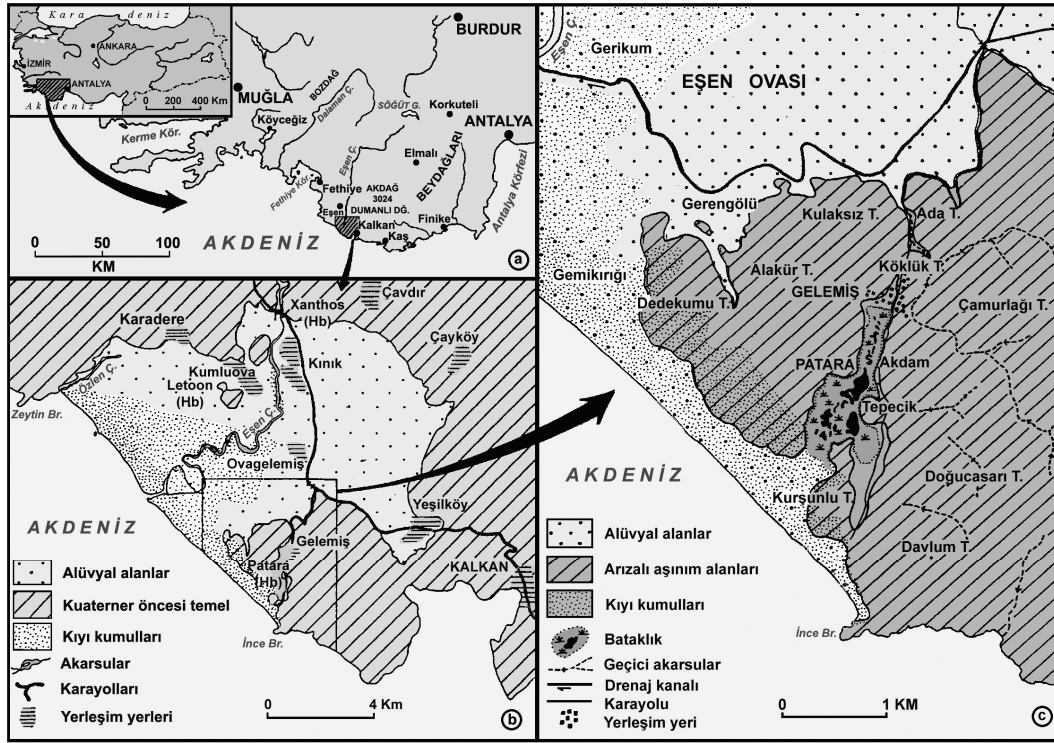 Kara deniz
ANKARA
İZMİR
ANTALYA
Akdeniz
0 200 400 Km
BURDUR
BOZDAĞ
Dalaman Ç.
SÖĞÜT G.
Korkuteli
MUĞLA
Köyceğiz
ANTALYA
Kerme Kör.
Eşen Ç.
Elmalı
BEYDAĞLARI
Antalya Körfezi
Fethiye Kör.
Fethiye
AKDAĞ
3024
Eşen
DUMANLI DĞ.
Finike
Kalkan
Kaş
AKDENİZ
0 50 100
KM
a
Xanthos
(Hb)
Çavdır
Karadere
Çayköy
Kınık
Özlen Ç.
Kumluova
Letoon
(Hb)
Zeytin Br.
Eşen Ç.
Ovagelemiş
AKDENİZ
Yeşilköy
Gelemiş
Patara
(Hb)
KALKAN
İnce Br.
Alüvyal alanlar
Kuaterner öncesi temel
Kıyı kumulları
Akarsular
Karayolları
Yerleşim yerleri
0 4 Km
b
Eşen Ç.
Gerikum
EŞEN OVASI
Gerengölü
Kulaksız T.
Ada T.
Gemikırığı
Alakür T.
Köklük T.
Dedekumu T.
GELEMİŞ
Çamurlağı T.
PATARA
Akdam
Tepecik
AKDENİZ
Kurşunlu T.
Doğucasarı T.
Davlum T.
İnce Br.
Alüvyal alanlar
Arızalı aşınım alanları
Kıyı kumulları
Bataklık
Geçici akarsular
Drenaj kanalı
Karayolu
Yerleşim yeri
0 1 KM
c